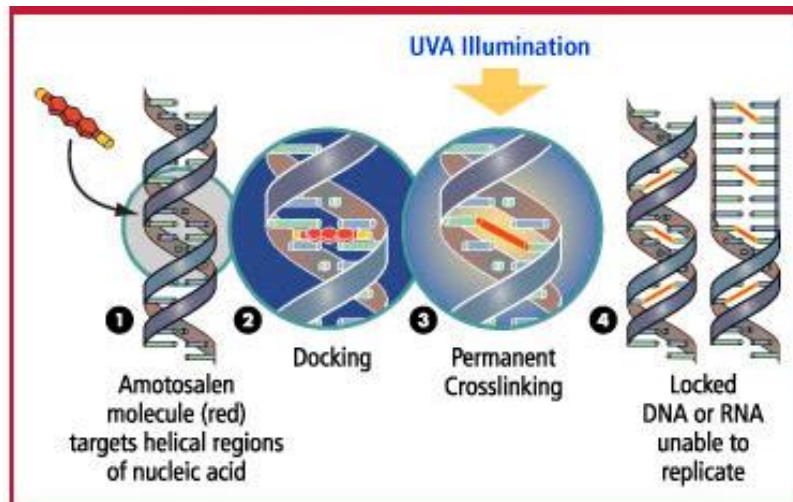 UVA Illumination
1
2
3
4
Amotosalen
molecule (red)
targets helical regions
of nucleic acid
Docking
Permanent
Crosslinking
Locked
DNA or RNA
unable to
replicate